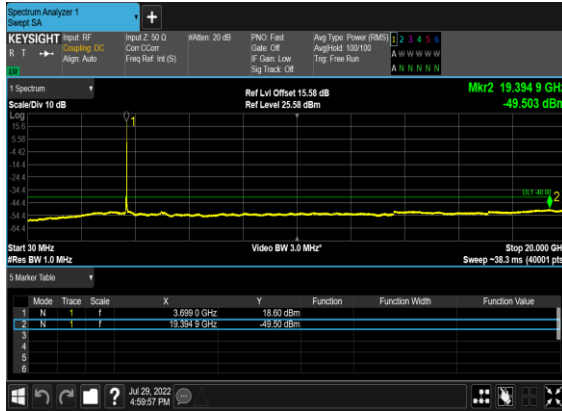 Spectrum Analyzer 1
Swept SA
KEYSIGHT Input: RF Input Z: 50 Ω #Atten: 20 dB PNO: Fast Avg Type: Power (RMS) 1 2 3 4 5 6
R T Coupling: DC Corr CCorr Gate: Off Avg|Hold: 100/100 A W W W W W
Align: Auto Freq Ref: Int (S) IF Gain: Low Trig: Free Run
LU Sig Track: Off A N N N N N
1 Spectrum Ref Lvl Offset 15.58 dB Mkr2 19.394 9 GHz
Scale/Div 10 dB Ref Level 25.58 dBm -49.503 dBm
Log
15.6 1
5.58
-4.42
-14.4
-24.4
-34.4
-44.4 2
-54.4
-64.4
Start 30 MHz Video BW 3.0 MHz* Stop 20.000 GH
#Res BW 1.0 MHz Sweep ~38.3 ms (40001 pts
5 Marker Table
Mode Trace Scale X Y Function Function Width Function Value
1 N 1 f 3.699 0 GHz 18.60 dBm
2 N 1 f 19.394 9 GHz -49.50 dBm
3
4
5
6
? Jul 29, 2022
4:59:57 PM